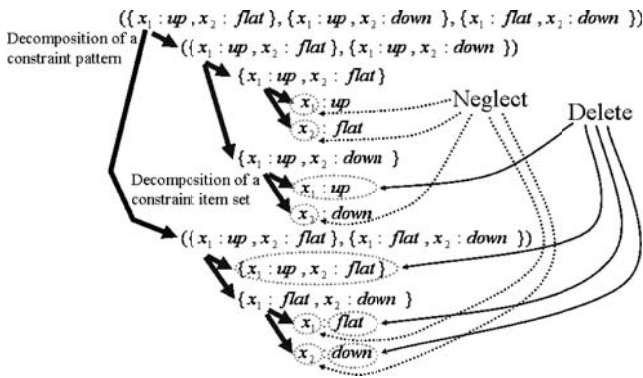 ({x₁ : up, x₂ : flat}, {x₁ : up, x₂ : down}, {x₁ : flat, x₂ : down})
Decomposition of a
constraint pattern
({x₁ : up, x₂ : flat}, {x₁ : up, x₂ : down})
{x₁ : up, x₂ : flat}
x₁ : up
Neglect
Delete
x₂ : flat
{x₁ : up, x₂ : down }
Decomposition of a
constraint item set
x₁ : up
x₂ : down
({x₁ : up, x₂ : flat}, {x₁ : flat, x₂ : down })
{x₁ : up, x₂ : flat}
{x₁ : flat, x₂ : down }
x₁ : flat
x₂ : down